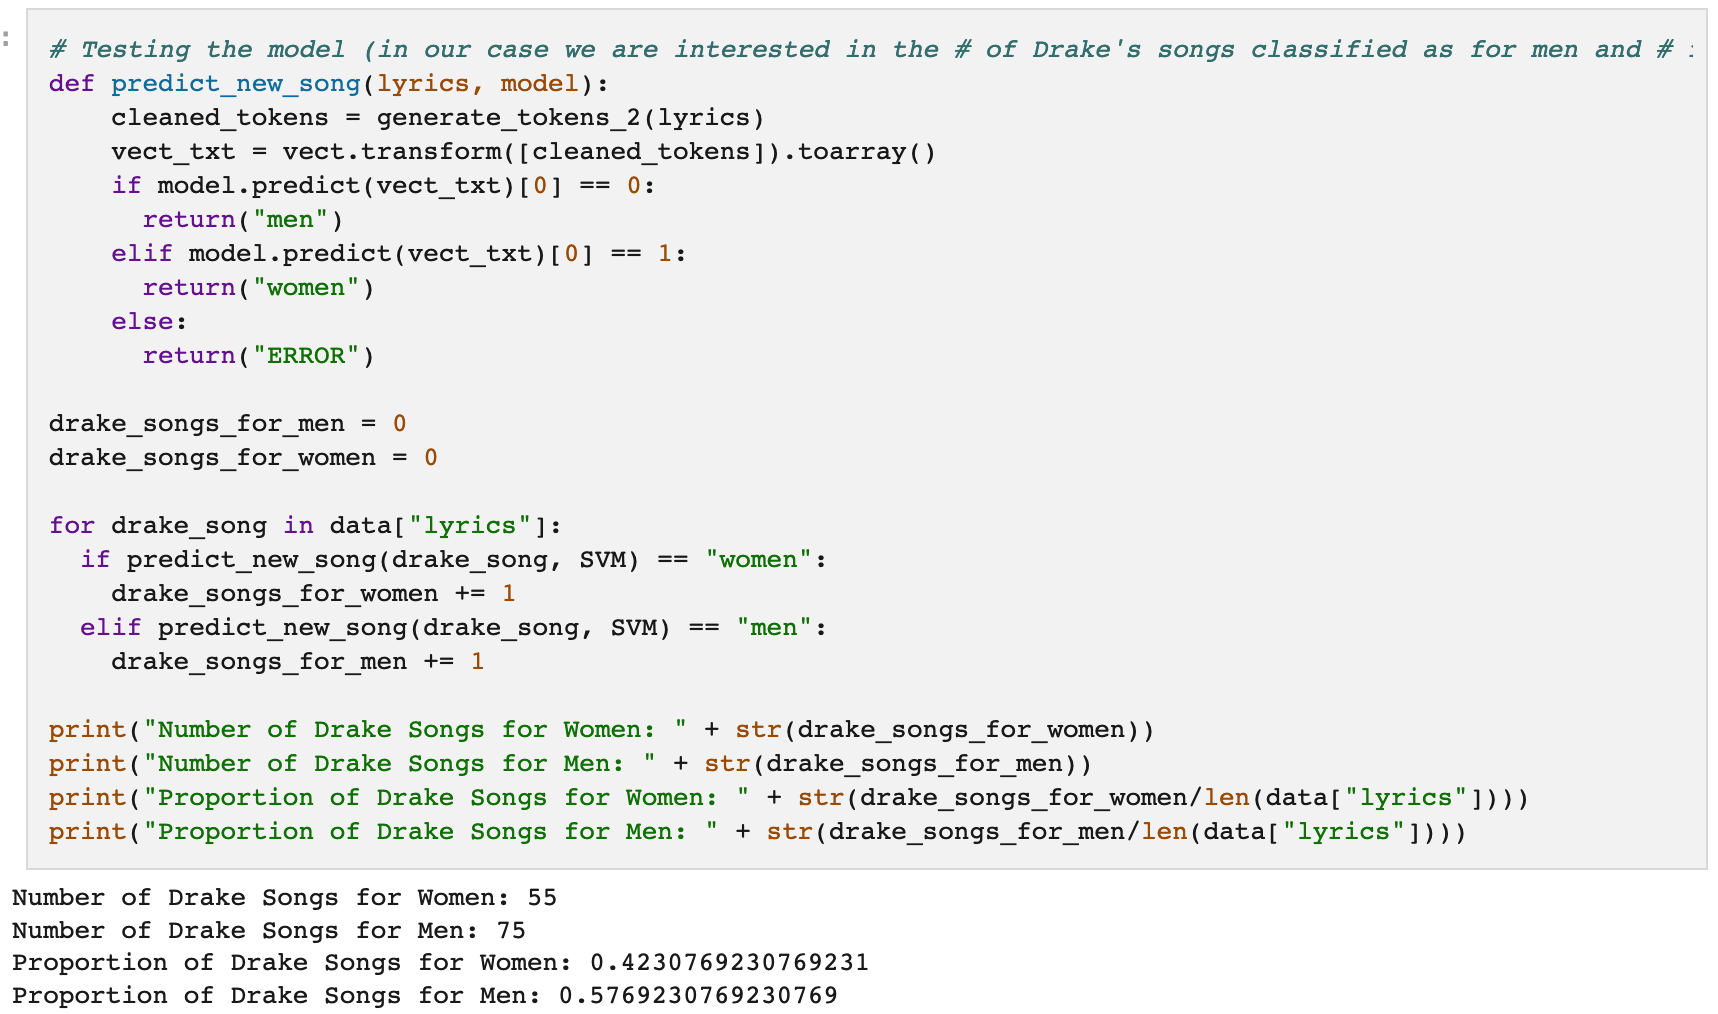 :
# Testing the model (in our case we are interested in the # of Drake's songs classified as for men and #
def predict_new_song(lyrics, model):
    cleaned_tokens = generate_tokens_2(lyrics)
    vect_txt = vect.transform([cleaned_tokens]).toarray()
    if model.predict(vect_txt)[0] == 0:
      return("men")
    elif model.predict(vect_txt)[0] == 1:
      return("women")
    else:
      return("ERROR")

drake_songs_for_men = 0
drake_songs_for_women = 0

for drake_song in data["lyrics"]:
  if predict_new_song(drake_song, SVM) == "women":
    drake_songs_for_women += 1
  elif predict_new_song(drake_song, SVM) == "men":
    drake_songs_for_men += 1

print("Number of Drake Songs for Women: " + str(drake_songs_for_women))
print("Number of Drake Songs for Men: " + str(drake_songs_for_men))
print("Proportion of Drake Songs for Women: " + str(drake_songs_for_women/len(data["lyrics"])))
print("Proportion of Drake Songs for Men: " + str(drake_songs_for_men/len(data["lyrics"])))
Number of Drake Songs for Women: 55
Number of Drake Songs for Men: 75
Proportion of Drake Songs for Women: 0.4230769230769231
Proportion of Drake Songs for Men: 0.5769230769230769